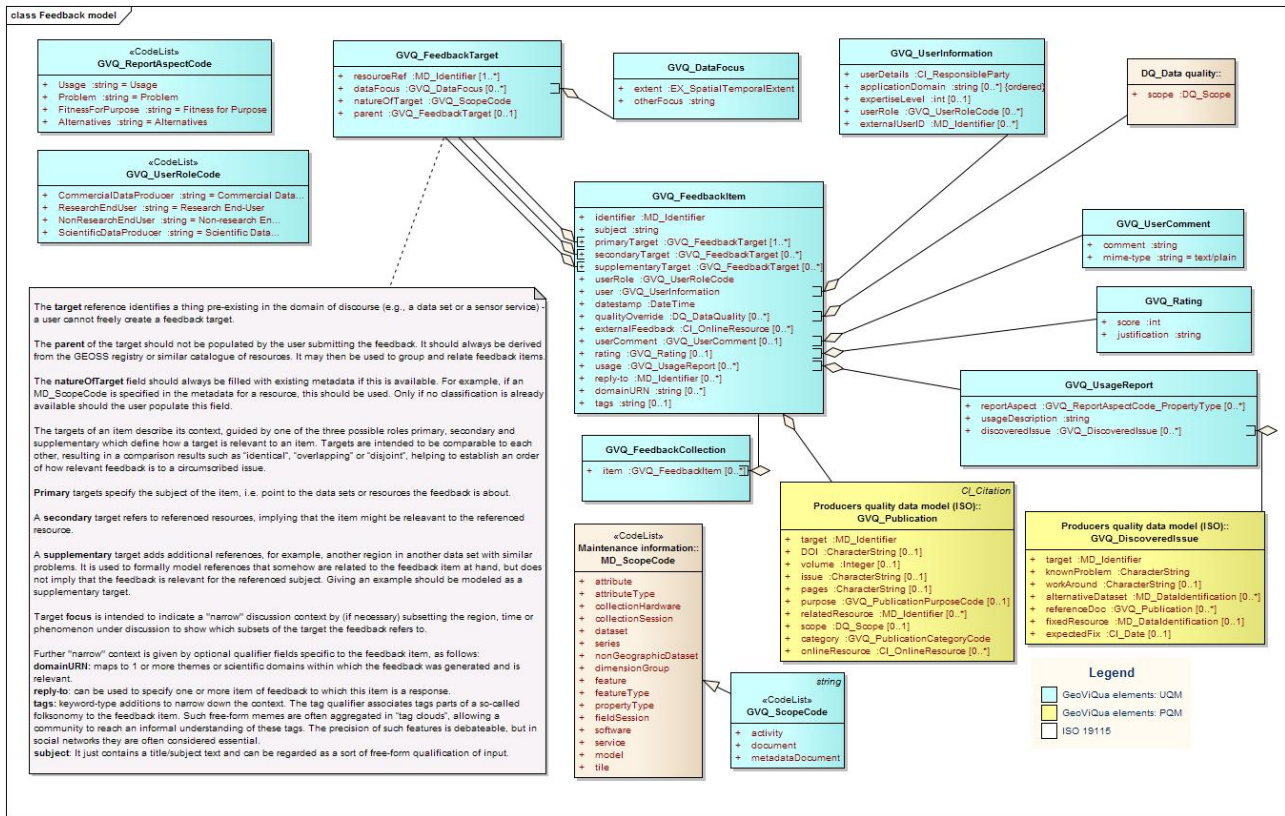 class Feedback model
«CodeList»
GVQ_ReportAspectCode
+ Usage :string = Usage
+ Problem :string = Problem
+ FitnessForPurpose :string = Fitness for Purpose
+ Alternatives :string = Alternatives
«CodeList»
GVQ_UserRoleCode
+ CommercialDataProducer :string = Commercial Data...
+ ResearchEndUser :string = Research End-User
+ NonResearchEndUser :string = Non-research En...
+ ScientificDataProducer :string = Scientific Data...
GVQ_FeedbackTarget
+ resourceRef :MD_Identifier [1..*]
+ dataFocus :GVQ_DataFocus [0..*]
+ natureOfTarget :GVQ_ScopeCode
+ parent :GVQ_FeedbackTarget [0..1]
GVQ_DataFocus
+ extent :EX_SpatialTemporalExtent
+ otherFocus :string
GVQ_UserInformation
+ userDetails :CI_ResponsibleParty
+ applicationDomain :string [0..*] {ordered}
+ expertiseLevel :int [0..1]
+ userRole :GVQ_UserRoleCode [0..*]
+ externalUserID :MD_Identifier [0..*]
DQ_Data quality::
+ scope :DQ_Scope
GVQ_FeedbackItem
+ identifier :MD_Identifier
+ subject :string
+ primaryTarget :GVQ_FeedbackTarget [1..*]
+ secondaryTarget :GVQ_FeedbackTarget [0..*]
+ supplementaryTarget :GVQ_FeedbackTarget [0..*]
+ userRole :GVQ_UserRoleCode
+ user :GVQ_UserInformation
+ datestamp :DateTime
+ qualityOverride :DQ_DataQuality [0..*]
+ externalFeedback :CI_OnlineResource [0..*]
+ userComment :GVQ_UserComment [0..1]
+ rating :GVQ_Rating [0..1]
+ usage :GVQ_UsageReport [0..*]
+ reply-to :MD_Identifier [0..*]
+ domainURN :string [0..*]
+ tags :string [0..1]
GVQ_UserComment
+ comment :string
+ mime-type :string = text/plain
GVQ_Rating
+ score :int
+ justification :string
GVQ_UsageReport
+ reportAspect :GVQ_ReportAspectCode_PropertyType [0..*]
+ usageDescription :string
+ discoveredIssue :GVQ_DiscoveredIssue [0..*]
GVQ_FeedbackCollection
+ item :GVQ_FeedbackItem [0..*]
The target reference identifies a thing pre-existing in the domain of discourse (e.g., a data set or a sensor service) -
a user cannot freely create a feedback target.
The parent of the target should not be populated by the user submitting the feedback. It should always be derived
from the GEOSS registry or similar catalogue of resources. It may then be used to group and relate feedback items.
The natureOfTarget field should always be filled with existing metadata if this is available. For example, if an
MD_ScopeCode is specified in the metadata for a resource, this should be used. Only if no classification is already
available should the user populate this field.
The targets of an item describe its context, guided by one of the three possible roles primary, secondary and
supplementary which define how a target is relevant to an item. Targets are intended to be comparable to each
other, resulting in a comparison results such as "identical", "overlapping" or "disjoint", helping to establish an order
of how relevant feedback is to a circumscribed issue.
Primary targets specify the subject of the item, i.e. point to the data sets or resources the feedback is about.
A secondary target refers to referenced resources, implying that the item might be releavant to the referenced
resource.
A supplementary target adds additional references, for example, another region in another data set with similar
problems. It is used to formally model references that somehow are related to the feedback item at hand, but does
not imply that the feedback is relevant for the referenced subject. Giving an example should be modeled as a
supplementary target.
Target focus is intended to indicate a "narrow" discussion context by (if necessary) subsetting the region, time or
phenomenon under discussion to show which subsets of the target the feedback refers to.
Further "narrow" context is given by optional qualifier fields specific to the feedback item, as follows:
domainURN: maps to 1 or more themes or scientific domains within which the feedback was generated and is
relevant.
reply-to: can be used to specify one or more item of feedback to which this item is a response.
tags: keyword-type additions to narrow down the context. The tag qualifier associates tags parts of a so-called
folksonomy to the feedback item. Such free-form memes are often aggregated in "tag clouds", allowing a
community to reach an informal understanding of these tags. The precision of such features is debateable, but in
social networks they are often considered essential.
subject: It just contains a title/subject text and can be regarded as a sort of free-form qualification of input.
«CodeList»
Maintenance information::
MD_ScopeCode
+ attribute
+ attributeType
+ collectionHardware
+ collectionSession
+ dataset
+ series
+ nonGeographicDataset
+ dimensionGroup
+ feature
+ featureType
+ propertyType
+ fieldSession
+ software
+ service
+ model
+ tile
string
«CodeList»
GVQ_ScopeCode
+ activity
+ document
+ metadataDocument
CI_Citation
Producers quality data model (ISO)::
GVQ_Publication
+ target :MD_Identifier
+ DOI :CharacterString [0..1]
+ volume :Integer [0..1]
+ issue :CharacterString [0..1]
+ pages :CharacterString [0..1]
+ purpose :GVQ_PublicationPurposeCode [0..1]
+ relatedResource :MD_Identifier [0..*]
+ scope :DQ_Scope [0..1]
+ category :GVQ_PublicationCategoryCode
+ onlineResource :CI_OnlineResource [0..*]
Producers quality data model (ISO)::
GVQ_DiscoveredIssue
+ target :MD_Identifier
+ knownProblem :CharacterString
+ workAround :CharacterString [0..1]
+ alternativeDataset :MD_DataIdentification [0..*]
+ referenceDoc :GVQ_Publication [0..*]
+ fixedResource :MD_DataIdentification [0..1]
+ expectedFix :CI_Date [0..1]
Legend
GeoViQua elements: UQM
GeoViQua elements: PQM
ISO 19115